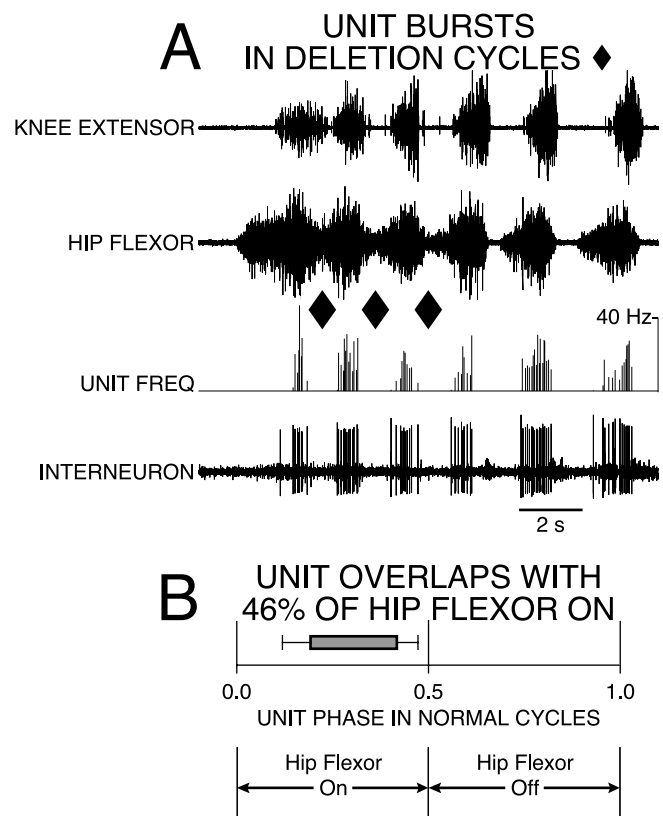 A
UNIT BURSTS
IN DELETION CYCLES ◆
KNEE EXTENSOR
HIP FLEXOR
40 Hz
UNIT FREQ
INTERNEURON
2 s
B
UNIT OVERLAPS WITH
46% OF HIP FLEXOR ON
0.0 0.5 1.0
UNIT PHASE IN NORMAL CYCLES
Hip Flexor Hip Flexor
On Off